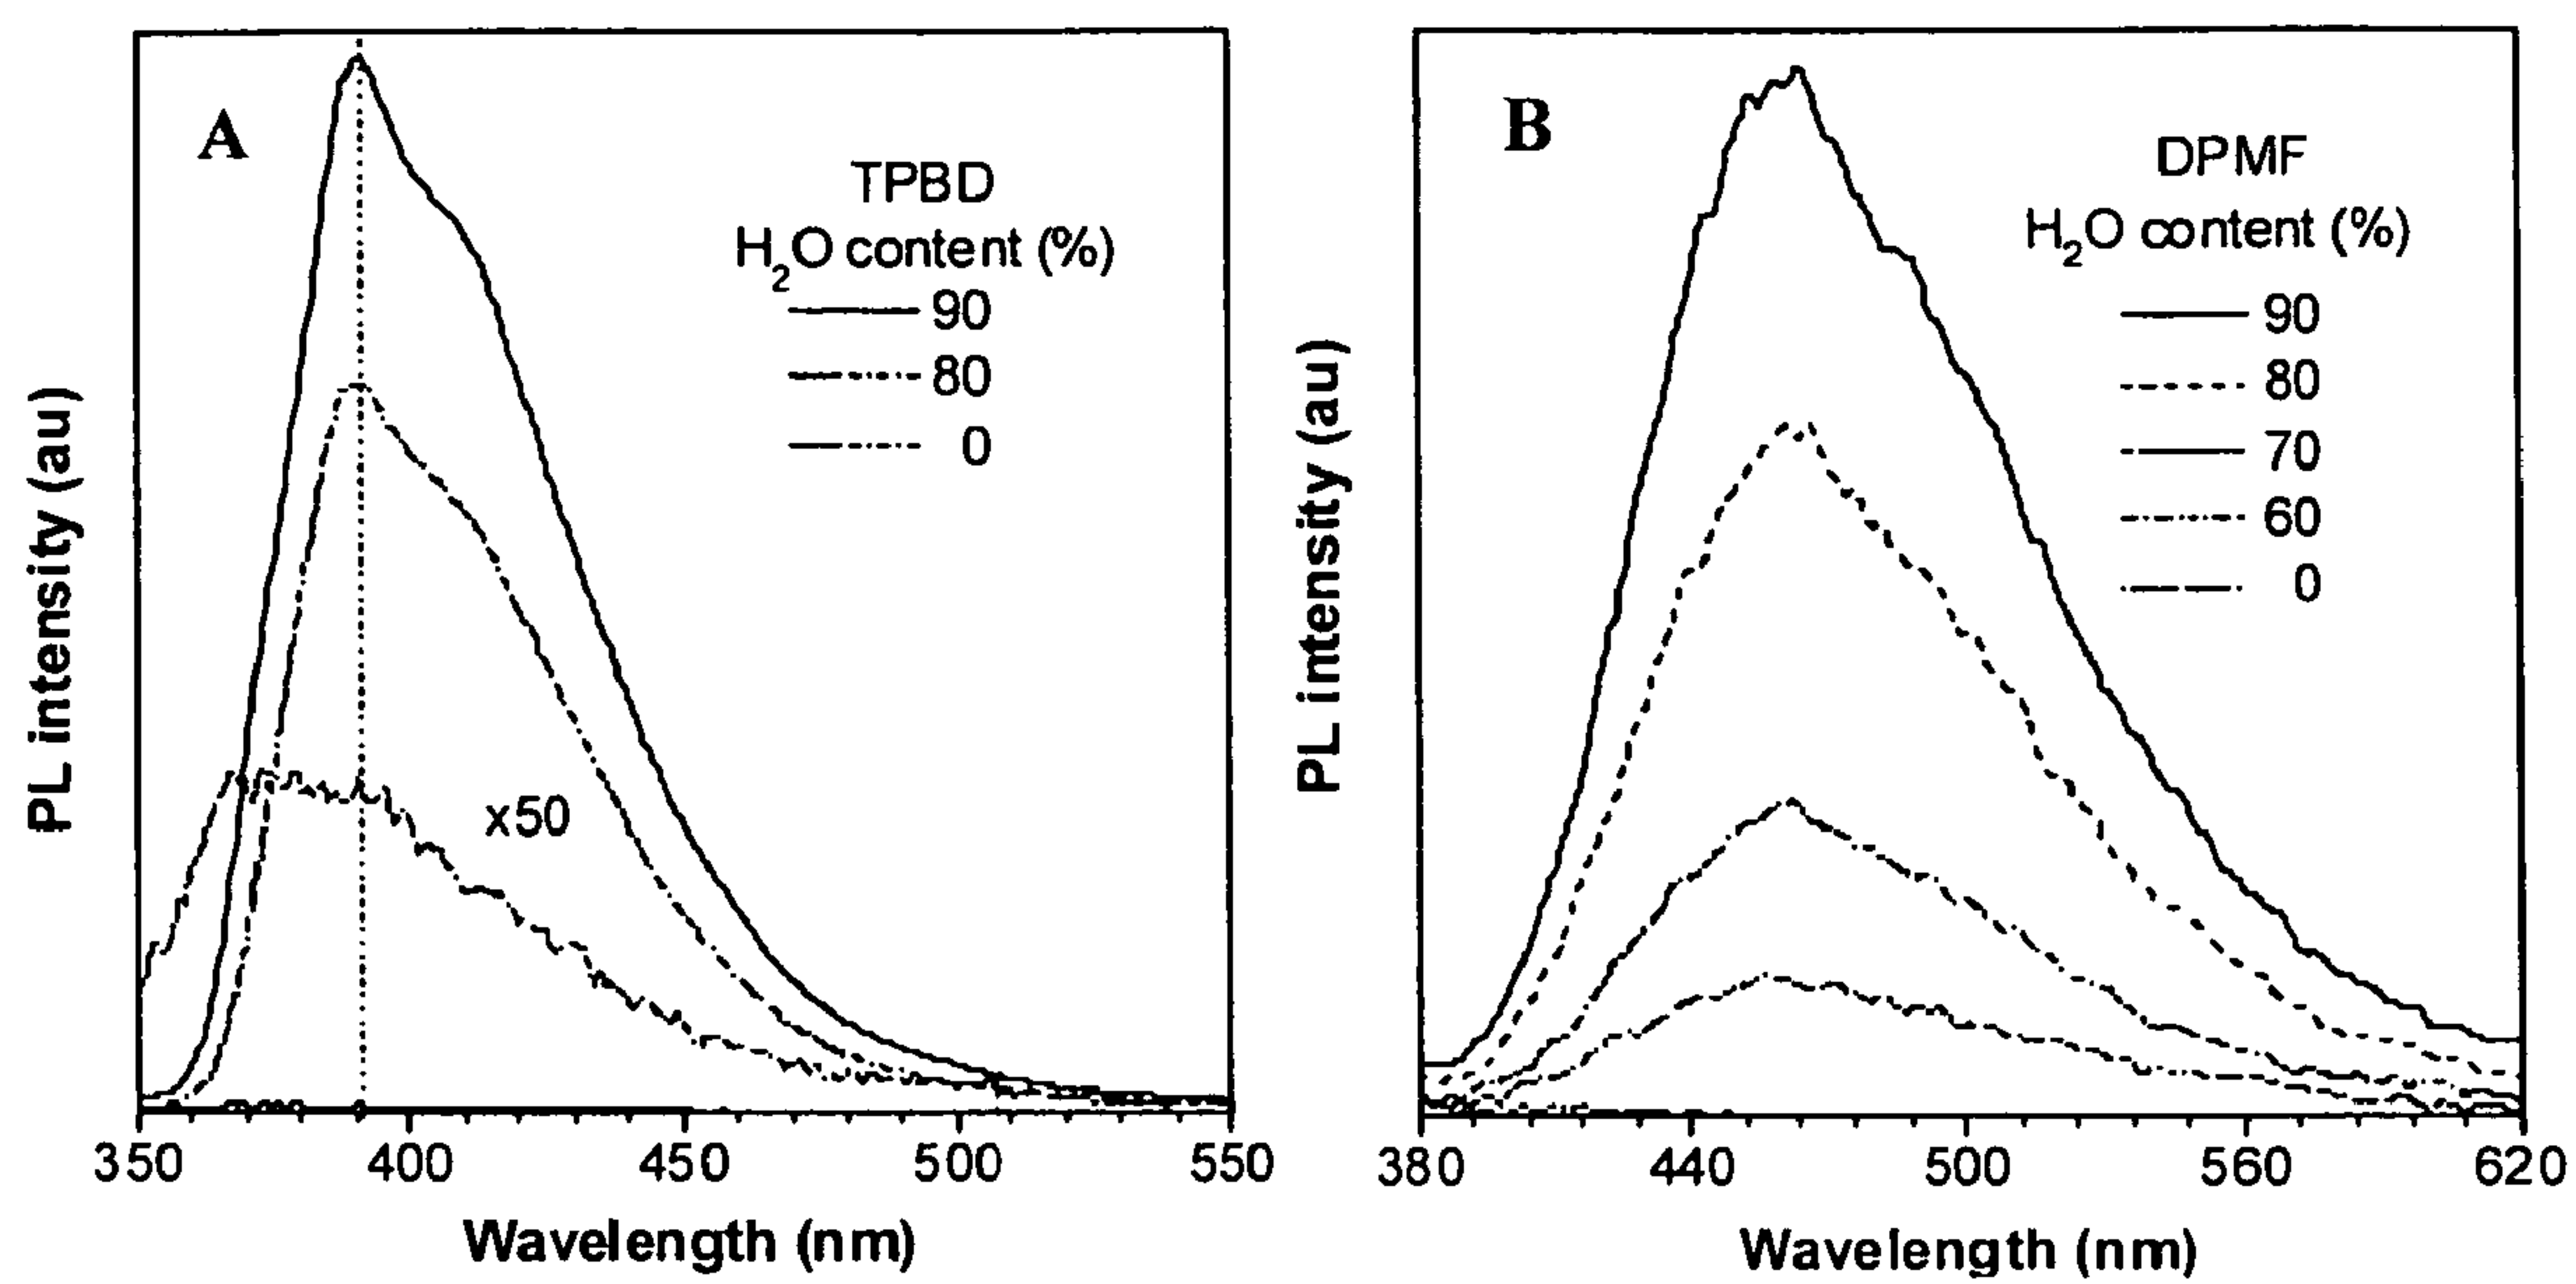 A
TPBD
H₂O content (%)
90
80
0
x50
PL intensity (au)
350 400 450 500 550
Wavelength (nm)
B
DPMF
H₂O content (%)
90
80
70
60
0
PL intensity (au)
380 440 500 560 620
Wavelength (nm)